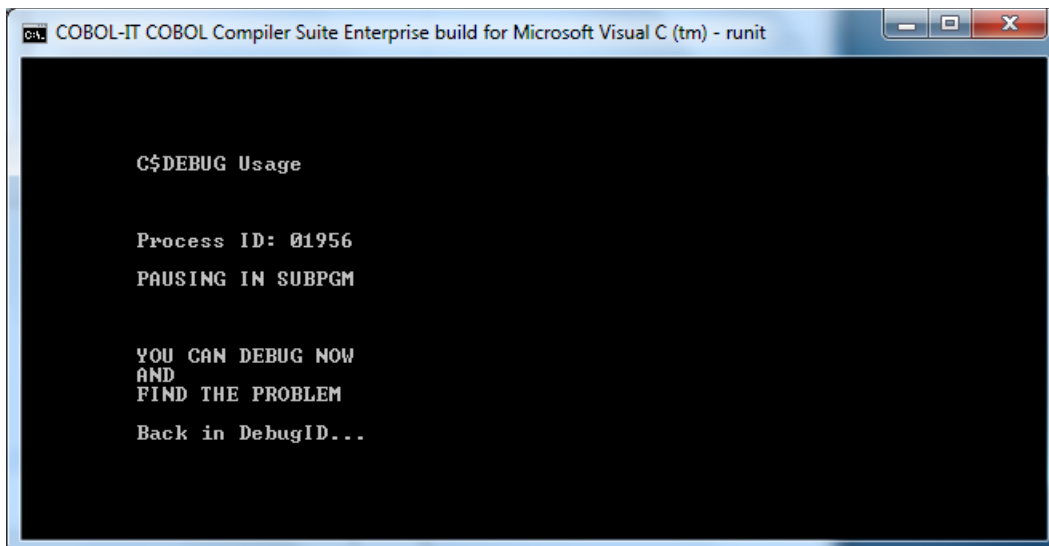 COBOL-IT COBOL Compiler Suite Enterprise build for Microsoft Visual C (tm) - runit
C$DEBUG Usage
Process ID: 01956
PAUSING IN SUBPGM
YOU CAN DEBUG NOW
AND
FIND THE PROBLEM
Back in DebugID...